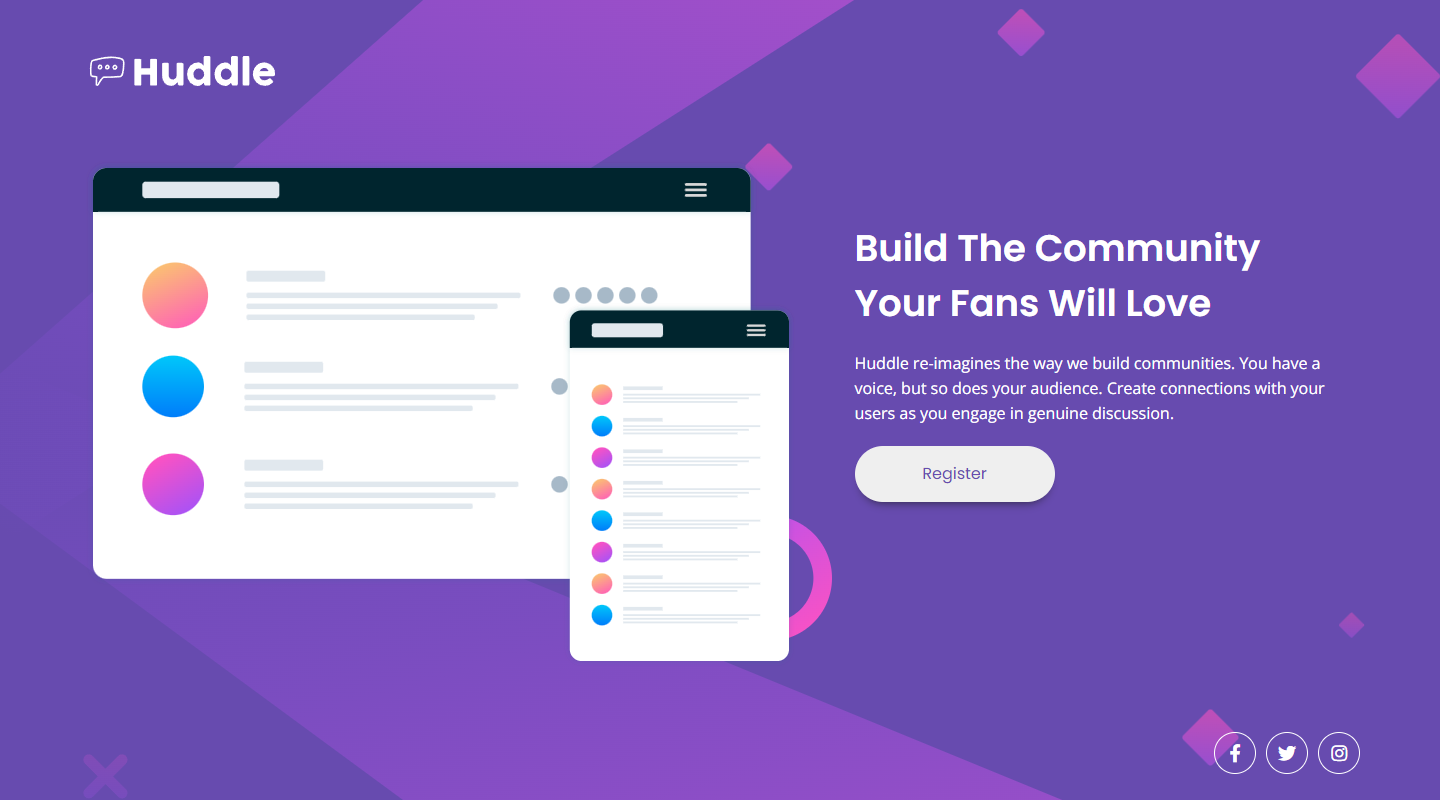 Huddle
Build The Community
Your Fans Will Love
Huddle re-imagines the way we build communities. You have a
voice, but so does your audience. Create connections with your
users as you engage in genuine discussion.
Register